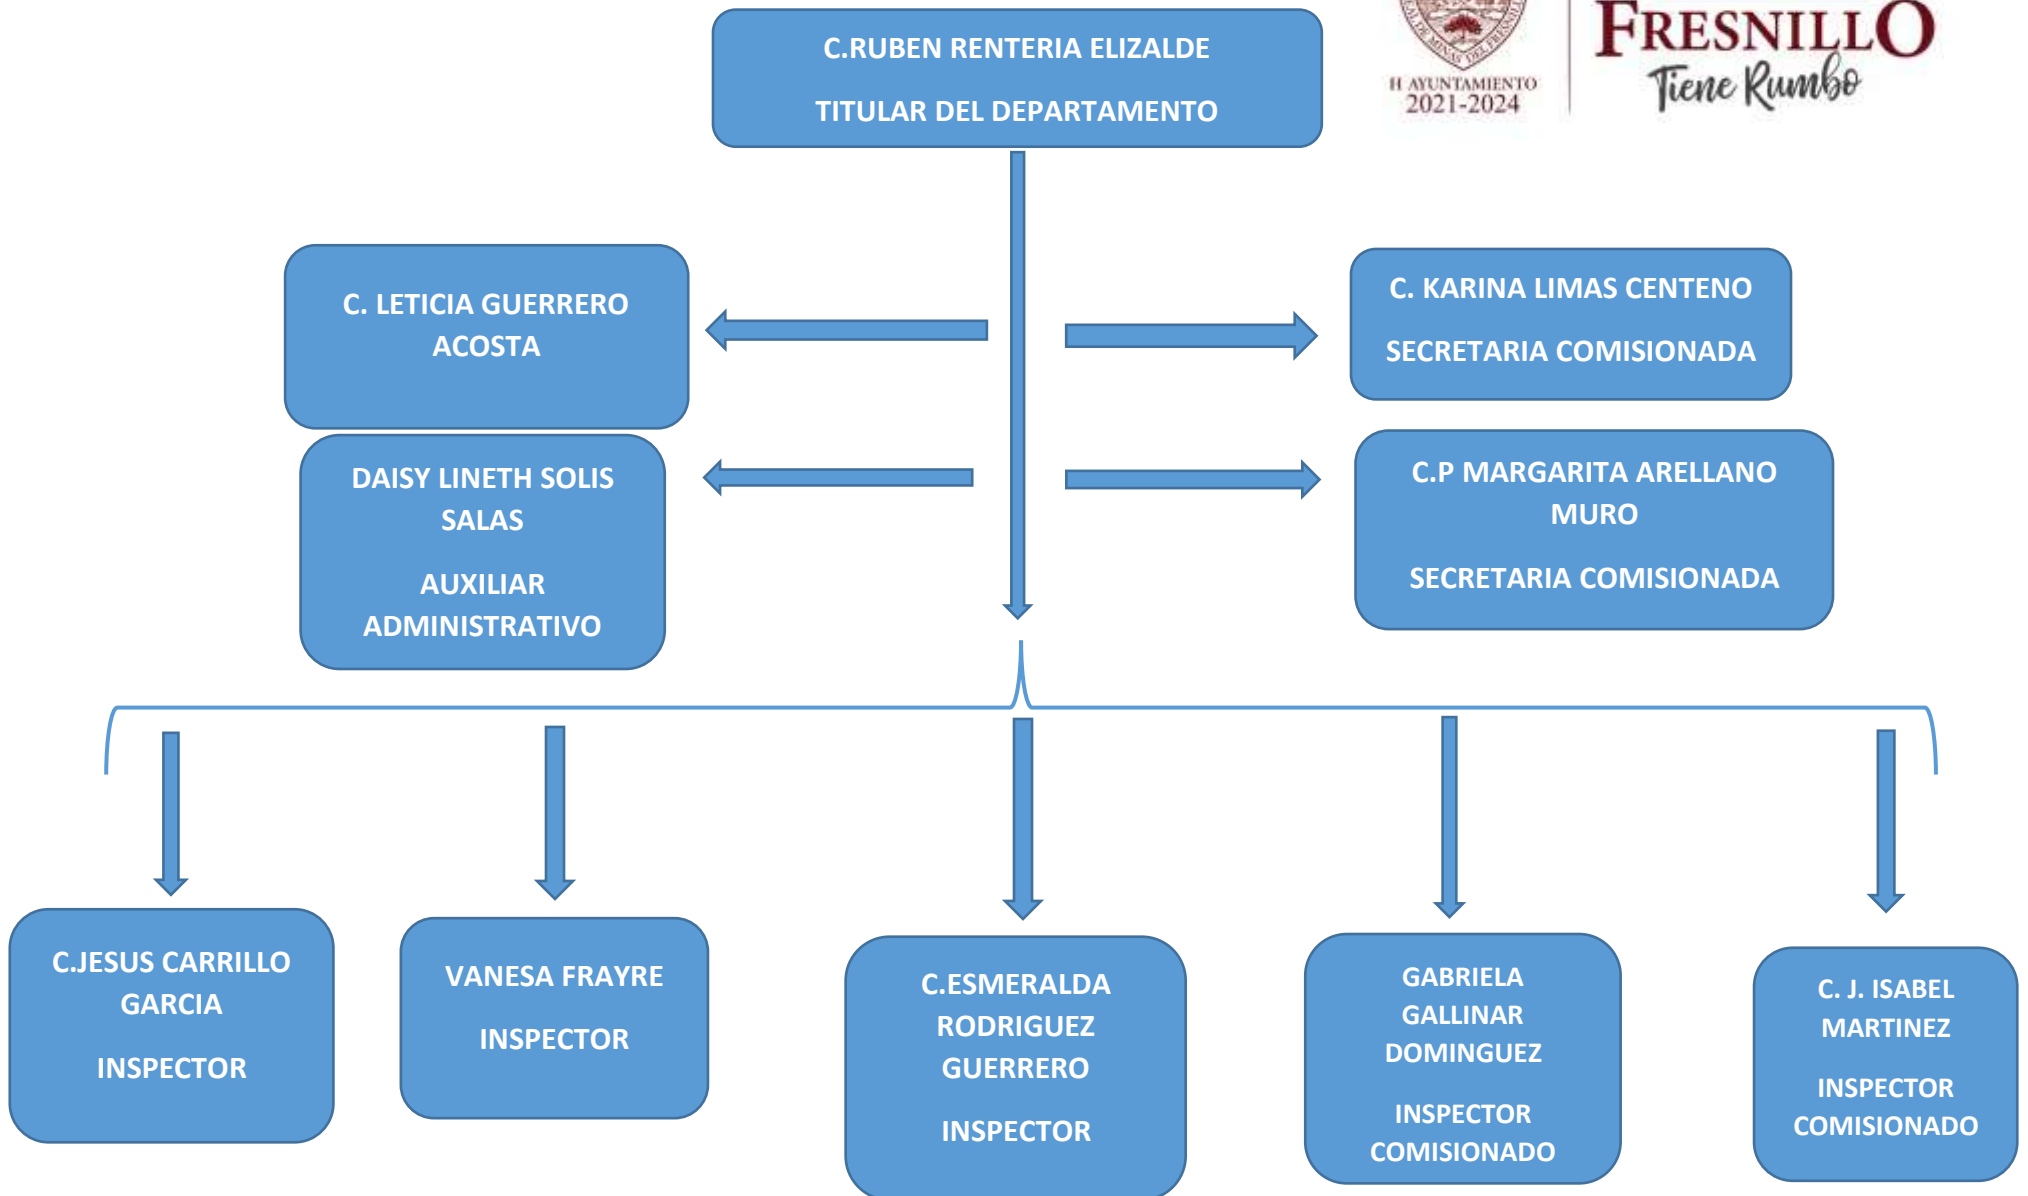 C.RUBEN RENTERIA ELIZALDE
TITULAR DEL DEPARTAMENTO
H AYUNTAMIENTO
2021-2024
FRESNILLO
Tiene Rumbo
C. LETICIA GUERRERO
ACOSTA
C. KARINA LIMAS CENTENO
SECRETARIA COMISIONADA
DAISY LINETH SOLIS
SALAS
AUXILIAR
ADMINISTRATIVO
C.P MARGARITA ARELLANO
MURO
SECRETARIA COMISIONADA
C.JESUS CARRILLO
GARCIA
INSPECTOR
VANESA FRAYRE
INSPECTOR
C.ESMERALDA
RODRIGUEZ
GUERRERO
INSPECTOR
GABRIELA
GALLINAR
DOMINGUEZ
INSPECTOR
COMISIONADO
C. J. ISABEL
MARTINEZ
INSPECTOR
COMISIONADO